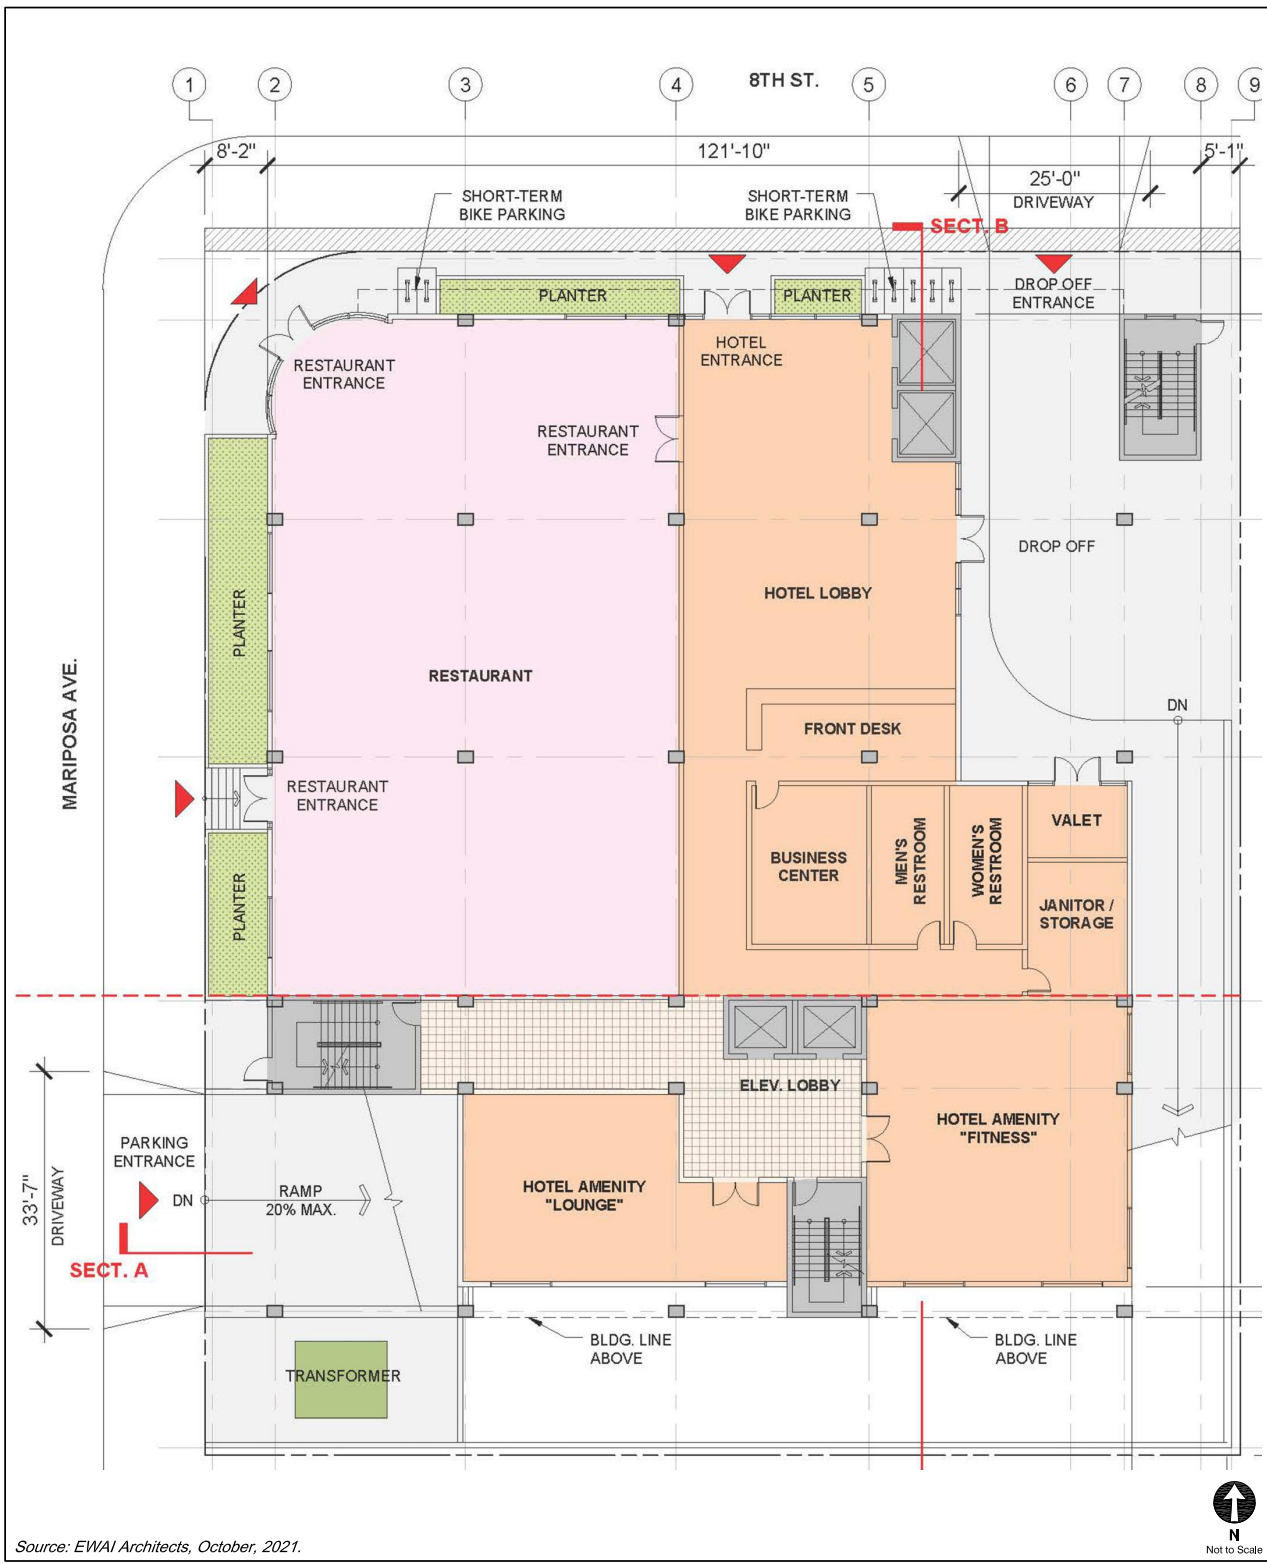 8TH ST.
1
2
3
4
5
6
7
8
9
8'-2"
121'-10"
5'-1"
25'-0"
DRIVEWAY
SHORT-TERM
BIKE PARKING
SHORT-TERM
BIKE PARKING
SECT. B
PLANTER
PLANTER
DROP OFF
ENTRANCE
HOTEL
ENTRANCE
RESTAURANT
ENTRANCE
RESTAURANT
ENTRANCE
DROP OFF
HOTEL LOBBY
PLANTER
RESTAURANT
MARIPOSA AVE.
DN
FRONT DESK
RESTAURANT
ENTRANCE
VALET
BUSINESS
CENTER
MEN'S
RESTROOM
WOMEN'S
RESTROOM
JANITOR /
STORAGE
PLANTER
ELEV. LOBBY
HOTEL AMENITY
"FITNESS"
PARKING
ENTRANCE
33'-7"
DRIVEWAY
DN
RAMP
20% MAX.
HOTEL AMENITY
"LOUNGE"
SECT. A
BLDG. LINE
ABOVE
BLDG. LINE
ABOVE
TRANSFORMER
N
Not to Scale
Source: EWAI Architects, October, 2021.